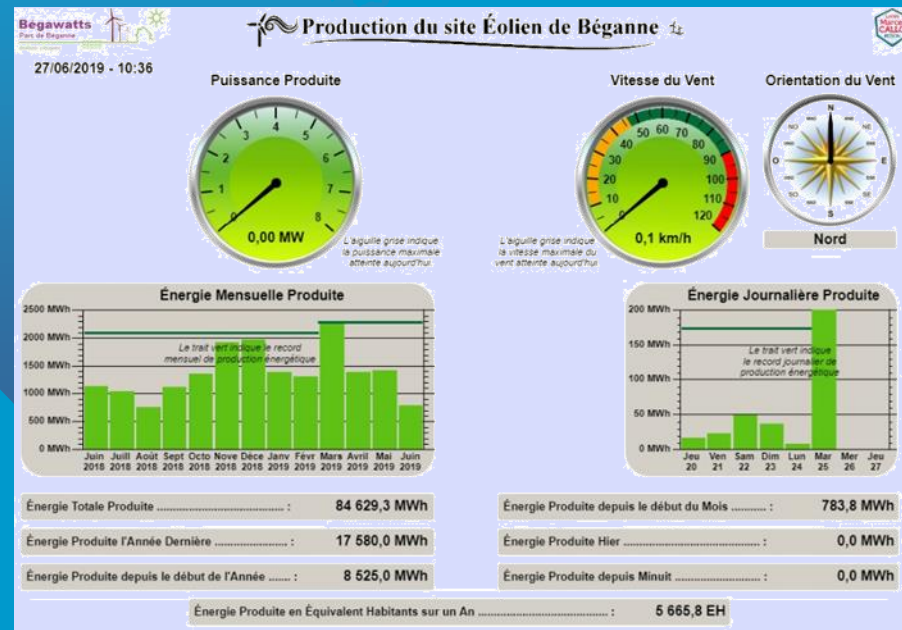 Bégawatts
Parc de Béganne
Production du site Éolien de Béganne
Marcel
CALLO
27/06/2019 - 10:36
Puissance Produite
Vitesse du Vent
Orientation du Vent
0 1 2 3 4 5 6 7 8
0,00 MW
L'aiguille grise indique
la puissance maximale
atteinte aujourd'hui
0 10 20 30 40 50 60 70 80 90 100 110 120
0,1 km/h
L'aiguille grise indique
la vitesse maximale du
vent atteinte aujourd'hui
N
NO NE
O E
SO SE
S
Nord
Énergie Mensuelle Produite
2500 MWh
2000 MWh
1500 MWh
1000 MWh
500 MWh
0 MWh
Le trait vert indique le record
mensuel de production énergétique
Juin Juill Août Sept Octo Nove Déce Janv Févr Mars Avril Mai Juin
2018 2018 2018 2018 2018 2018 2018 2019 2019 2019 2019 2019 2019
Énergie Journalière Produite
200 MWh
150 MWh
100 MWh
50 MWh
0 MWh
Le trait vert indique
le record journalier de
production énergétique
Jeu Ven Sam Dim Lun Mar Mer Jeu
20 21 22 23 24 25 26 27
Énergie Totale Produite ................................ : 84 629,3 MWh
Énergie Produite l'Année Dernière .................... : 17 580,0 MWh
Énergie Produite depuis le début de l'Année ....... : 8 525,0 MWh
Énergie Produite depuis le début du Mois .......... : 783,8 MWh
Énergie Produite Hier ................................... : 0,0 MWh
Énergie Produite depuis Minuit ...................... : 0,0 MWh
Énergie Produite en Équivalent Habitants sur un An ................................ : 5 665,8 EH